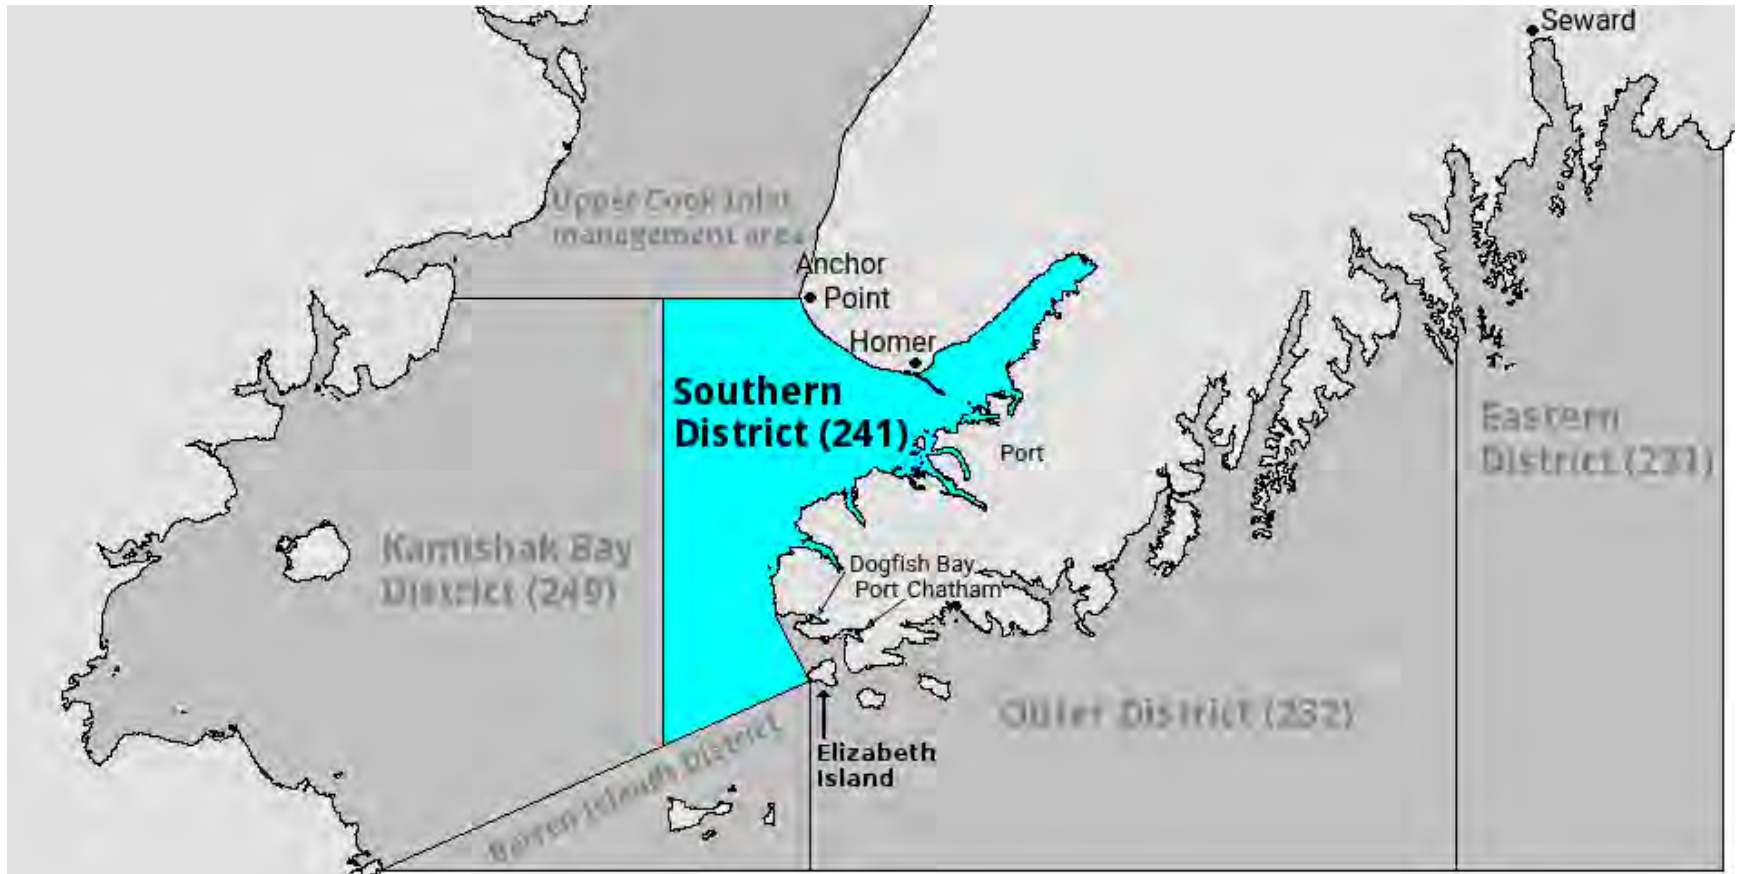 Seward
Upper Cook Inlet
management area
Anchor
Point
Homer
Southern
District (241)
Port
Eastern
District (231)
Kamishak Bay
District (249)
Dogfish Bay
Port Chatham
Outer District (232)
Elizabeth
Island
Barren Islands District